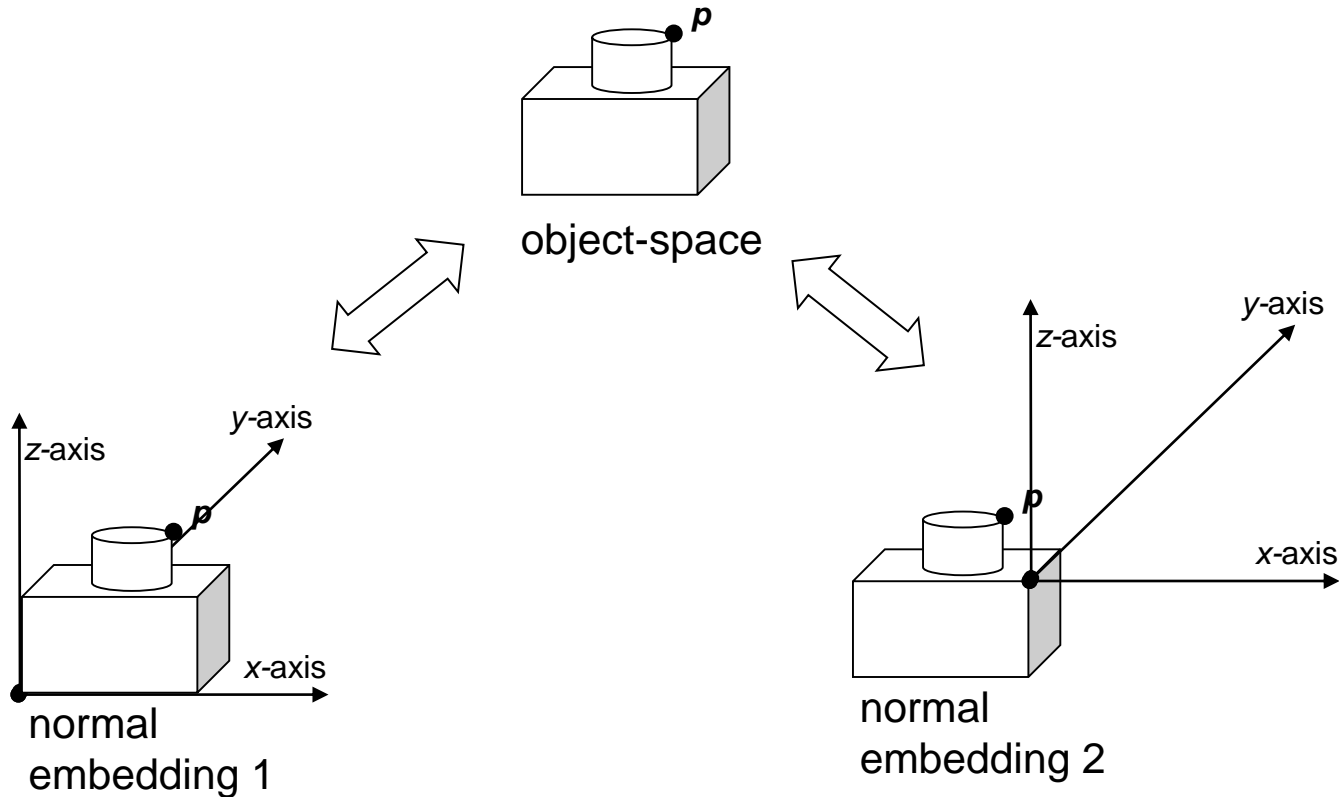 p
object-space
y-axis
z-axis
p
x-axis
normal
embedding 1
y-axis
z-axis
p
x-axis
normal
embedding 2